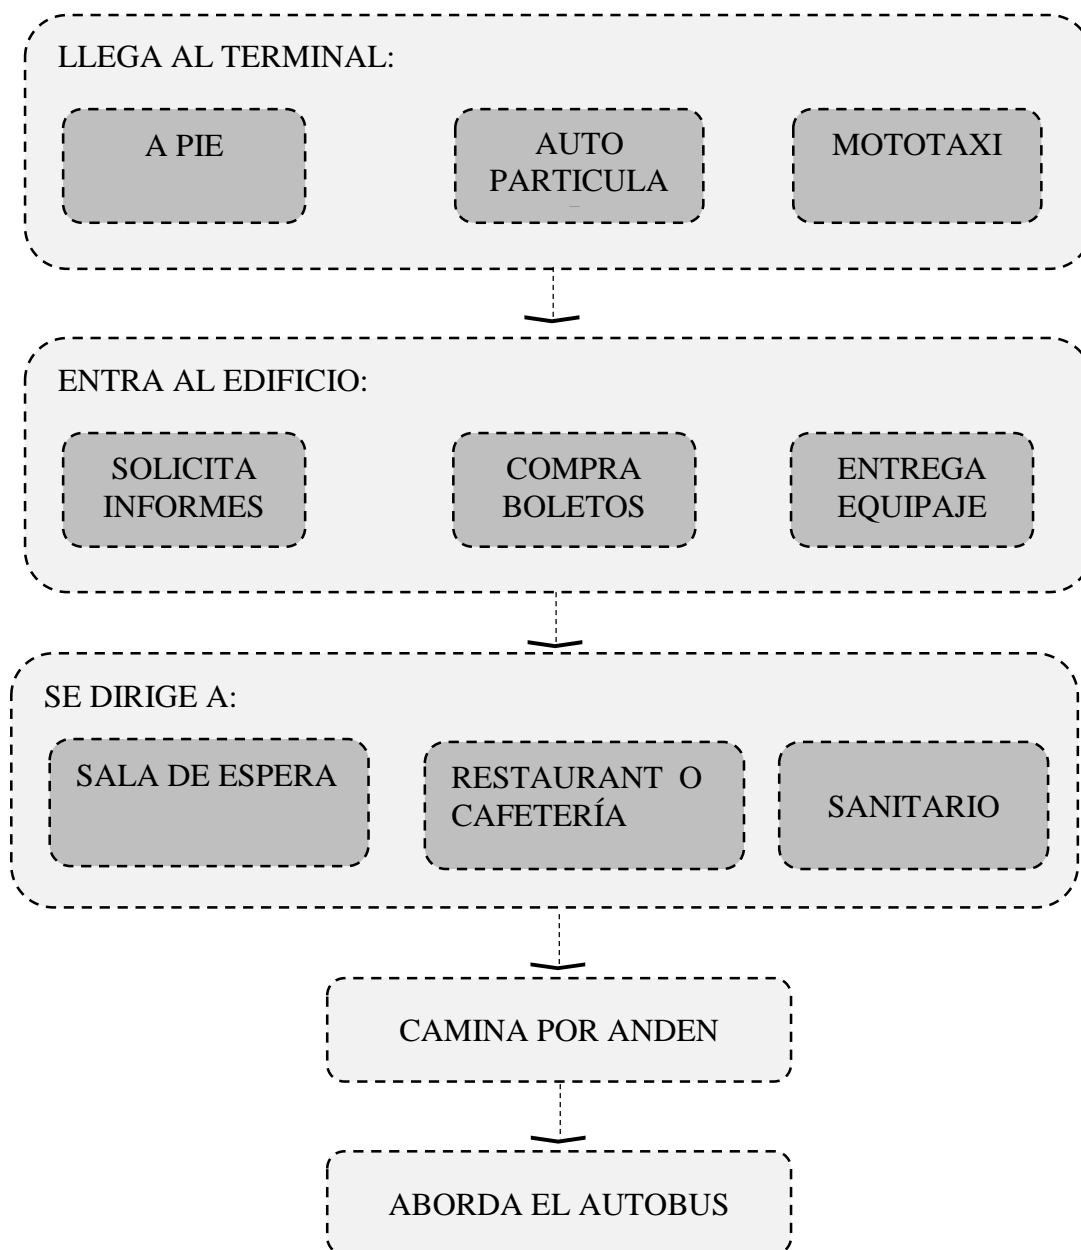 LLEGA AL TERMINAL:
A PIE
AUTO
PARTICULA
MOTOTAXI
ENTRA AL EDIFICIO:
SOLICITA
INFORMES
COMPRA
BOLETOS
ENTREGA
EQUIPAJE
SE DIRIGE A:
SALA DE ESPERA
RESTAURANT O
CAFETERÍA
SANITARIO
CAMINA POR ANDEN
ABORDA EL AUTOBUS